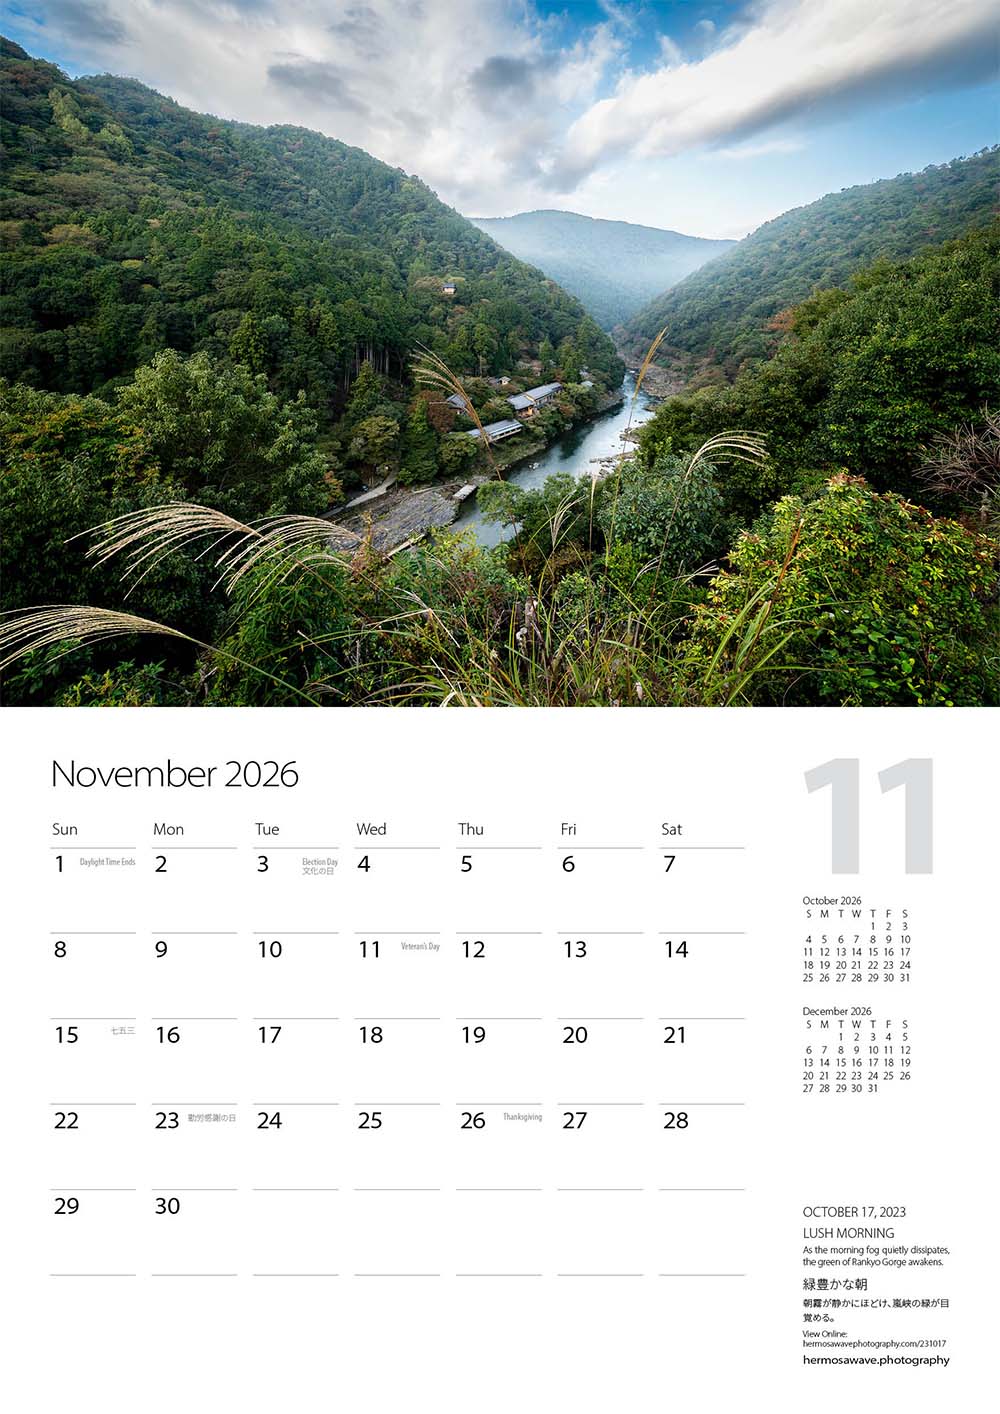 November 2026
11
Sun Mon Tue Wed Thu Fri Sat
1 Daylight Time Ends 2 3 Election Day 4 5 6 7
文化の日
8 9 10 11 Veteran's Day 12 13 14
15 七五三 16 17 18 19 20 21
22 23 勤労感謝の日 24 25 26 Thanksgiving 27 28
29 30
October 2026
S M T W T F S
1 2 3
4 5 6 7 8 9 10
11 12 13 14 15 16 17
18 19 20 21 22 23 24
25 26 27 28 29 30 31
December 2026
S M T W T F S
1 2 3 4 5
6 7 8 9 10 11 12
13 14 15 16 17 18 19
20 21 22 23 24 25 26
27 28 29 30 31
OCTOBER 17, 2023
LUSH MORNING
As the morning fog quietly dissipates,
the green of Rankyo Gorge awakens.
緑豊かな朝
朝霧が静かにほどけ、嵐峡の緑が目
覚める。
View Online:
hermosawavephotography.com/231017
hermosawave.photography